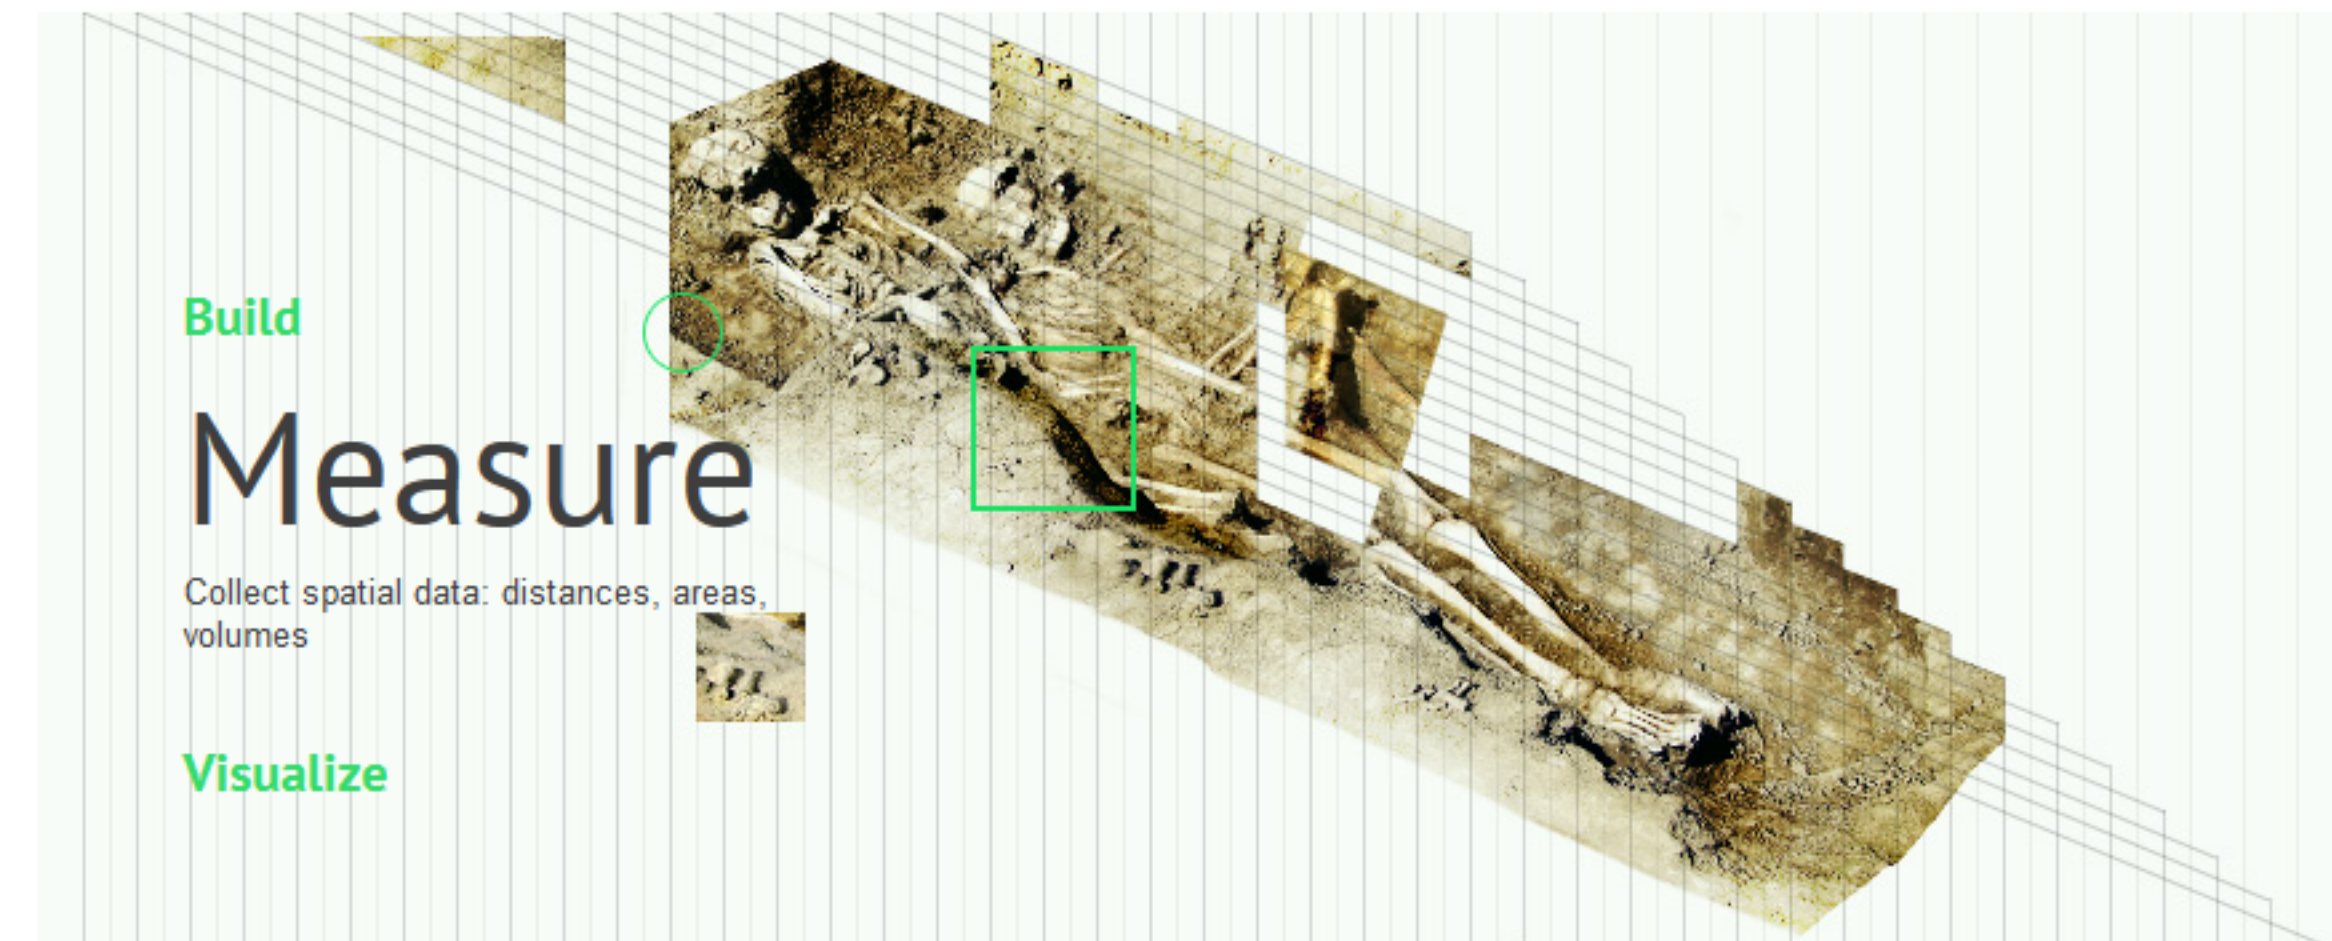 Build
Measure
Collect spatial data: distances, areas,
volumes
Visualize